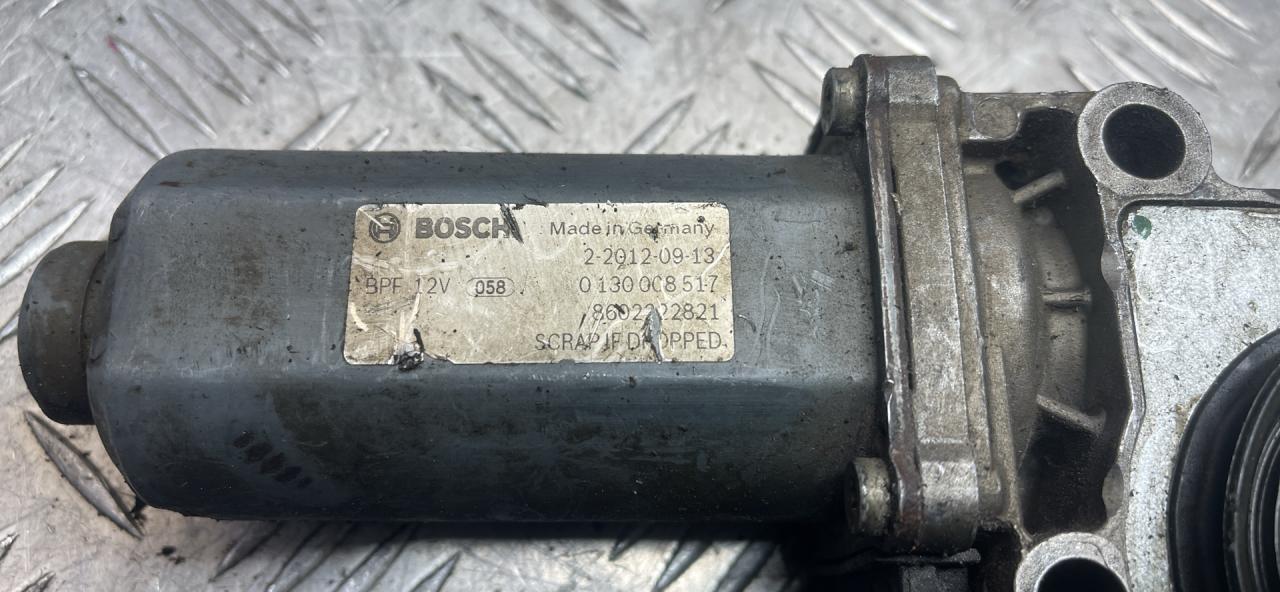 BOSCH Made in Germany
2-2012-09-13
BPF 12V 058 0 130 008 517
8602222821
SCRAP IF DROPPED